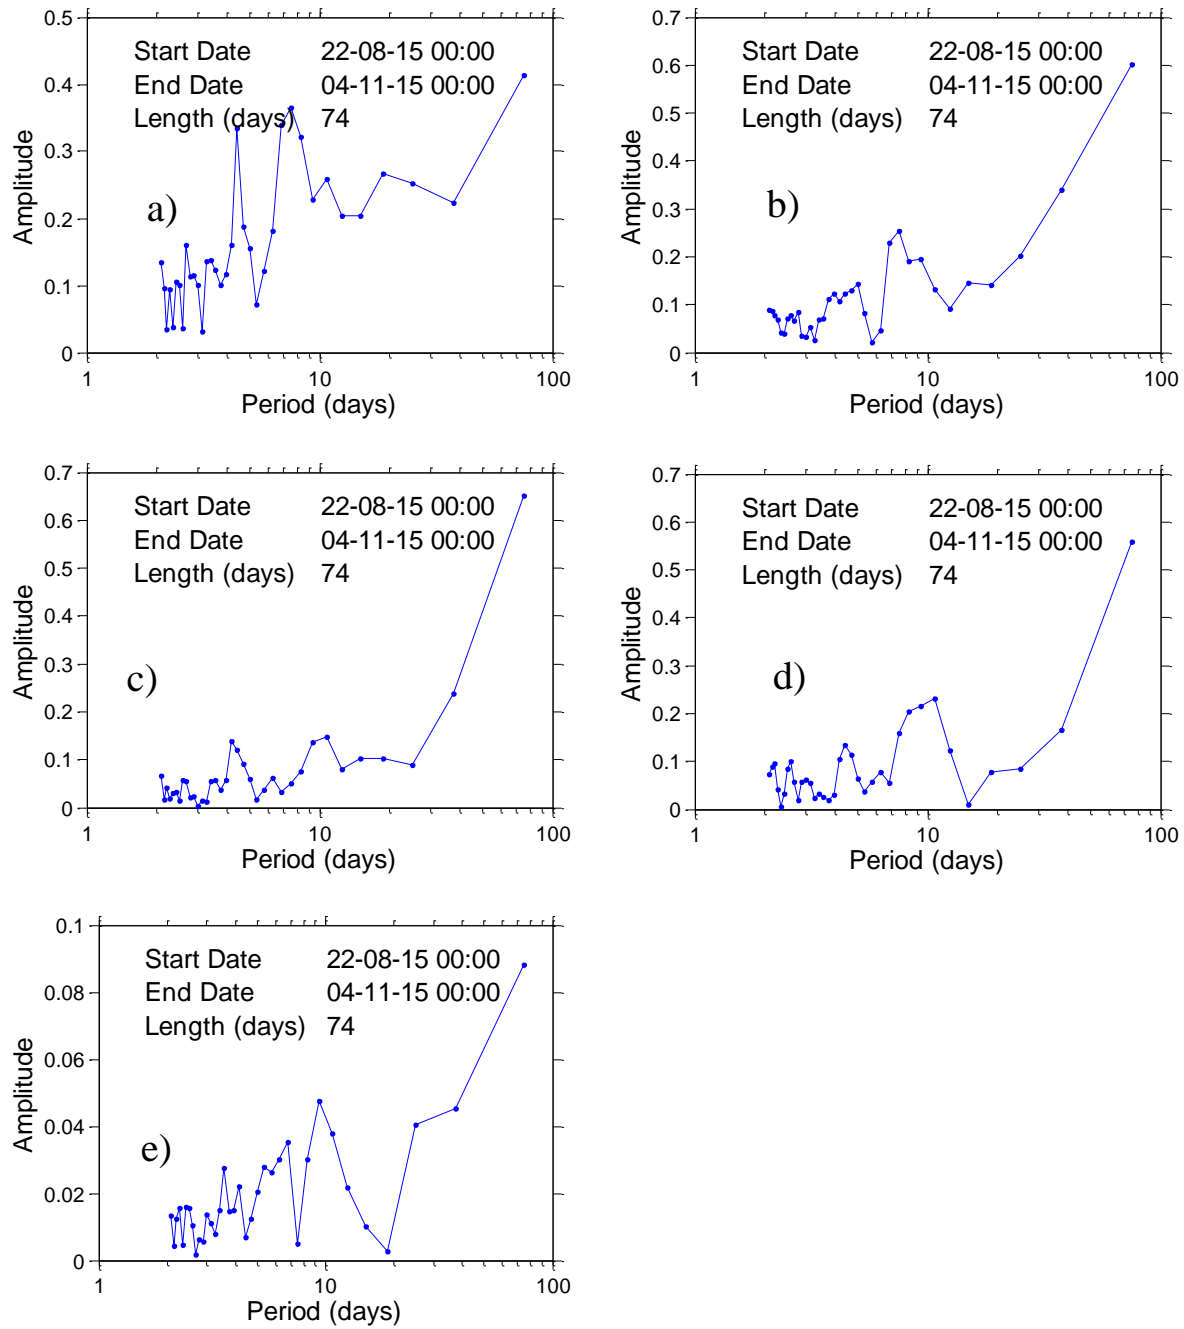 0.5
0.4
0.3
0.2
0.1
0
Amplitude
Start Date 22-08-15 00:00
End Date 04-11-15 00:00
Length (days) 74
a)
1 10 100
Period (days)
0.7
0.6
0.5
0.4
0.3
0.2
0.1
0
Amplitude
Start Date 22-08-15 00:00
End Date 04-11-15 00:00
Length (days) 74
b)
1 10 100
Period (days)
0.7
0.6
0.5
0.4
0.3
0.2
0.1
0
Amplitude
Start Date 22-08-15 00:00
End Date 04-11-15 00:00
Length (days) 74
c)
1 10 100
Period (days)
0.7
0.6
0.5
0.4
0.3
0.2
0.1
0
Amplitude
Start Date 22-08-15 00:00
End Date 04-11-15 00:00
Length (days) 74
d)
1 10 100
Period (days)
0.1
0.08
0.06
0.04
0.02
0
Amplitude
Start Date 22-08-15 00:00
End Date 04-11-15 00:00
Length (days) 74
e)
1 10 100
Period (days)